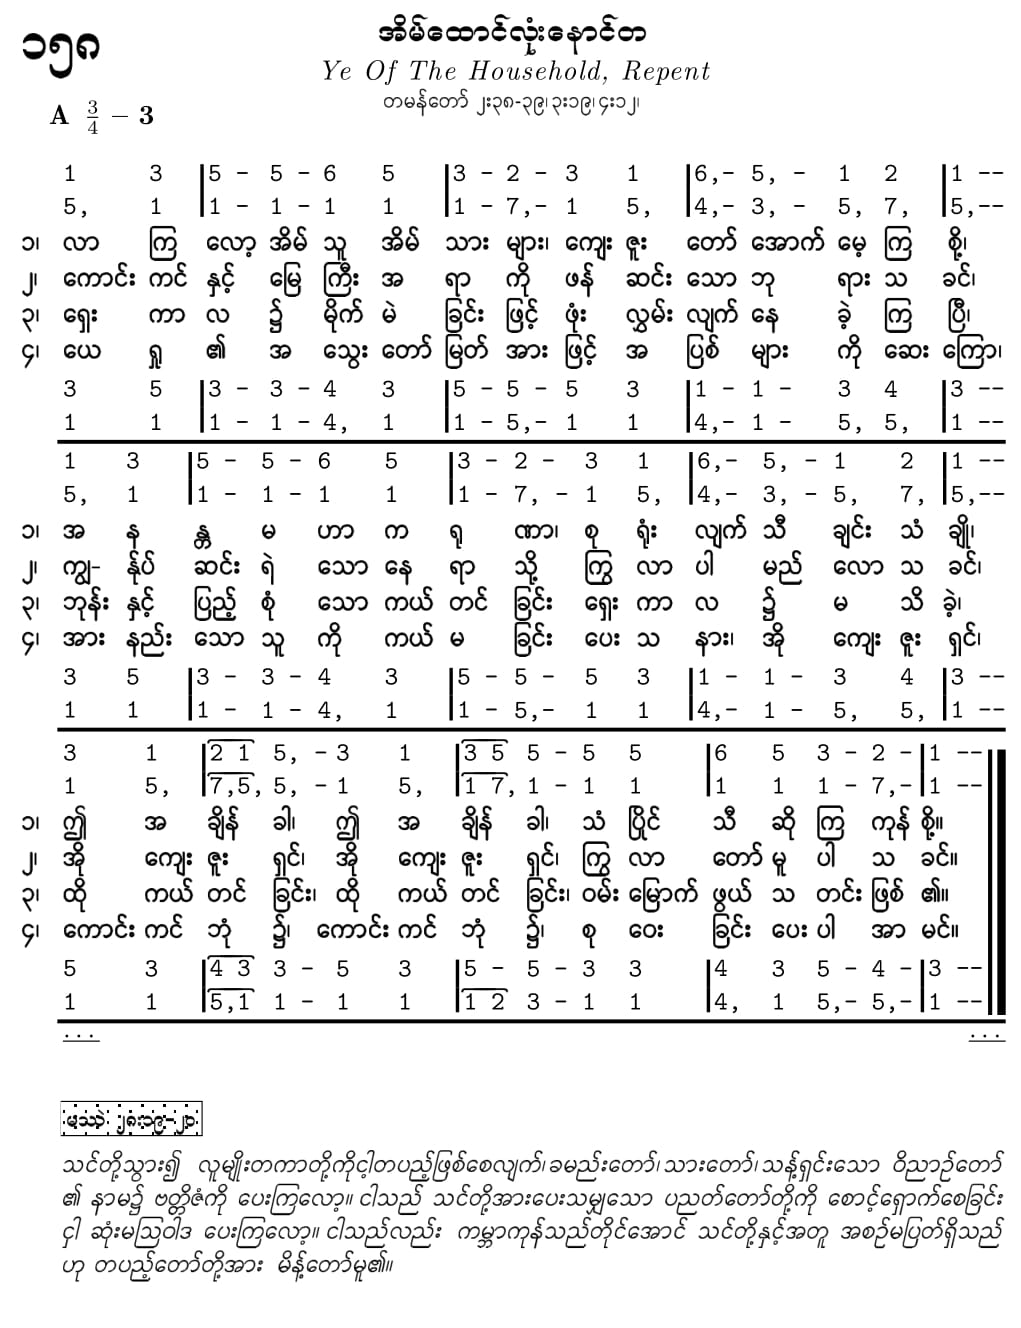 ၁၅၈
အိမ်ထောင်လုံးနောင်တ
Ye Of The Household, Repent
တမန်တော် ၂း၃၈-၃၉၊ ၃း၁၉၊ ၄း၁၂၊
A 3/4 – 3
1 3 |5 – 5 – 6 5 |3 – 2 – 3 1 |6,– 5, – 1 2 |1 --
5, 1 |1 – 1 – 1 1 |1 – 7,– 1 5, |4,– 3, – 5, 7, |5,--
၁၊ လာ ကြ လော့ အိမ် သူ အိမ် သား များ၊ ကျေး ဇူး တော် အောက် မေ့ ကြ စို့၊
၂၊ ကောင်း ကင် နှင့် မြေ ကြီး အ ရာ ကို ဖန် ဆင်း သော ဘု ရား သ ခင်၊
၃၊ ရှေး ကာ လ ၌ မိုက် မဲ ခြင်း ဖြင့် ဖုံး လွှမ်း လျက် နေ ခဲ့ ကြ ပြီ၊
၄၊ ယေ ရှု ၏ အ သွေး တော် မြတ် အား ဖြင့် အ ပြစ် များ ကို ဆေး ကြော၊
3 5 |3 – 3 – 4 3 |5 – 5 – 5 3 |1 – 1 – 3 4 |3 --
1 1 |1 – 1 – 4, 1 |1 – 5,– 1 1 |4,– 1 – 5, 5, |1 --
1 3 |5 – 5 – 6 5 |3 – 2 – 3 1 |6,– 5, – 1 2 |1 --
5, 1 |1 – 1 – 1 1 |1 – 7, – 1 5, |4,– 3, – 5, 7, |5,--
၁၊ အ န န္တ မ ဟာ က ရု ဏာ၊ စု ရုံး လျက် သီ ချင်း သံ ချို၊
၂၊ ကျွ- န်ုပ် ဆင်း ရဲ သော နေ ရာ သို့ ကြွ လာ ပါ မည် လော သ ခင်၊
၃၊ ဘုန်း နှင့် ပြည့် စုံ သော ကယ် တင် ခြင်း ရှေး ကာ လ ၌ မ သိ ခဲ့၊
၄၊ အား နည်း သော သူ ကို ကယ် မ ခြင်း ပေး သ နား၊ အို ကျေး ဇူး ရှင်၊
3 5 |3 – 3 – 4 3 |5 – 5 – 5 3 |1 – 1 – 3 4 |3 --
1 1 |1 – 1 – 4, 1 |1 – 5,– 1 1 |4,– 1 – 5, 5, |1 --
3 1 |2 1 5, – 3 1 |3 5 5 – 5 5 |6 5 3 – 2 – |1 --
1 5, |7,5, 5, – 1 5, |1 7, 1 – 1 1 |1 1 1 – 7,– |1 --
၁၊ ဤ အ ချိန် ခါ၊ ဤ အ ချိန် ခါ၊ သံ ပြိုင် သီ ဆို ကြ ကုန် စို့။
၂၊ အို ကျေး ဇူး ရှင်၊ အို ကျေး ဇူး ရှင်၊ ကြွ လာ တော် မူ ပါ သ ခင်။
၃၊ ထို ကယ် တင် ခြင်း၊ ထို ကယ် တင် ခြင်း၊ ဝမ်း မြောက် ဖွယ် သ တင်း ဖြစ် ၏။
၄၊ ကောင်း ကင် ဘုံ ၌၊ ကောင်း ကင် ဘုံ ၌၊ စု ဝေး ခြင်း ပေး ပါ အာ မင်။
5 3 |4 3 3 – 5 3 |5 – 5 – 3 3 |4 3 5 – 4 – |3 --
1 1 |5,1 1 – 1 1 |1 2 3 – 1 1 |4, 1 5,– 5,– |1 --
... ...
မဿဲ ၂၈း၁၉-၂၀
သင်တို့သွား၍ လူမျိုးတကာတို့ကိုငါ့တပည့်ဖြစ်စေလျက်၊ ခမည်းတော်၊ သားတော်၊ သန့်ရှင်းသော ဝိညာဉ်တော်
၏ နာမ၌ ဗတ္တိဇံကို ပေးကြလော့။ ငါသည် သင်တို့အားပေးသမျှသော ပညတ်တော်တို့ကို စောင့်ရှောက်စေခြင်း
ငှါ ဆုံးမဩဝါဒ ပေးကြလော့။ ငါသည်လည်း ကမ္ဘာကုန်သည်တိုင်အောင် သင်တို့နှင့်အတူ အစဉ်မပြတ်ရှိသည်
ဟု တပည့်တော်တို့အား မိန့်တော်မူ၏။